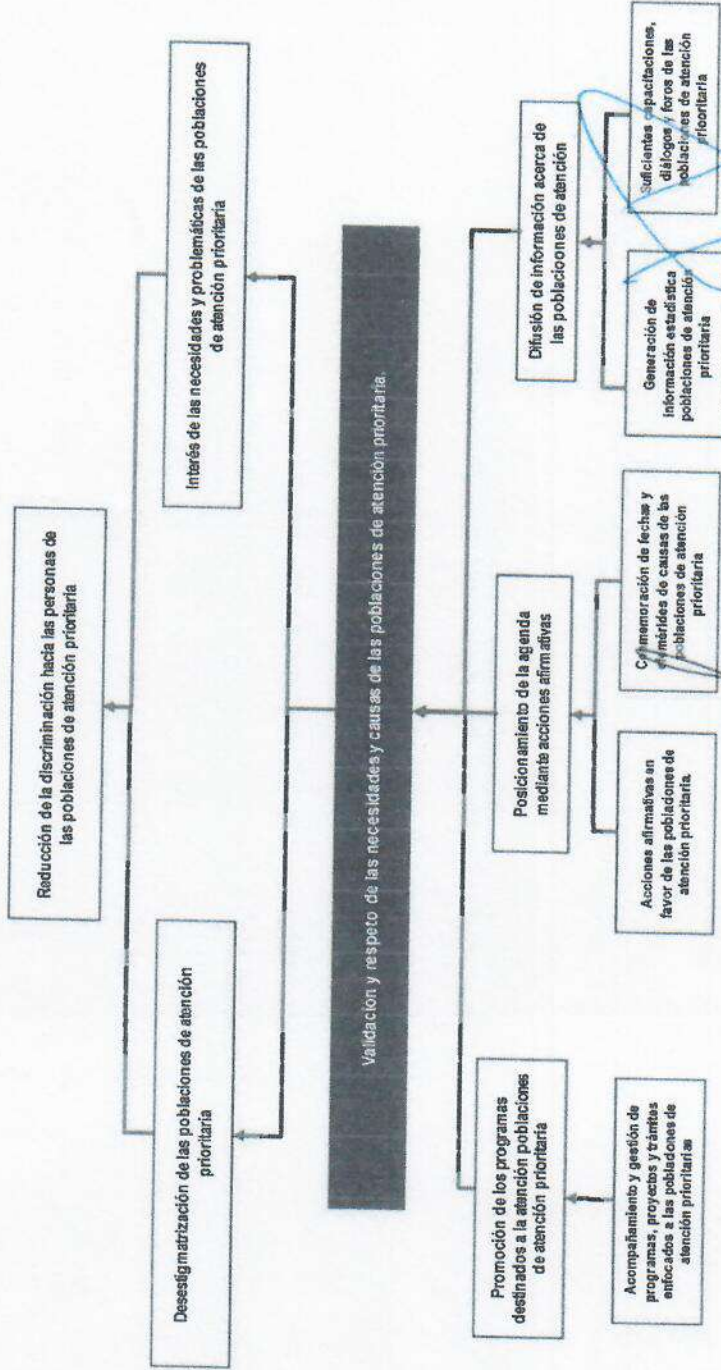 Reducción de la discriminación hacia las personas de
las poblaciones de atención prioritaria
Desestigmatrización de las poblaciones de atención
prioritaria
Interés de las necesidades y problemáticas de las poblaciones
de atención prioritaria
Validación y respeto de las necesidades y causas de las poblaciones de atención prioritaria.
Promoción de los programas
destinados a la atención poblaciones
de atención prioritaria
Posicionamiento de la agenda
mediante acciones afirmativas
Difusión de información acerca de
las poblacioones de atención
Acompañamiento y gestión de
programas, proyectos y trámites
enfocados a las poblaciones de
atención prioritarias
Acciones afirmativas en
favor de las poblaciones de
atención prioritaria.
Conmemoración de fechas y
efemérides de causas de las
poblaciones de atención
prioritaria
Generación de
información estadística
poblaciones de atención
prioritaria
Suficientes capacitaciones,
diálogos y foros de las
poblaciones de atención
priooritaria